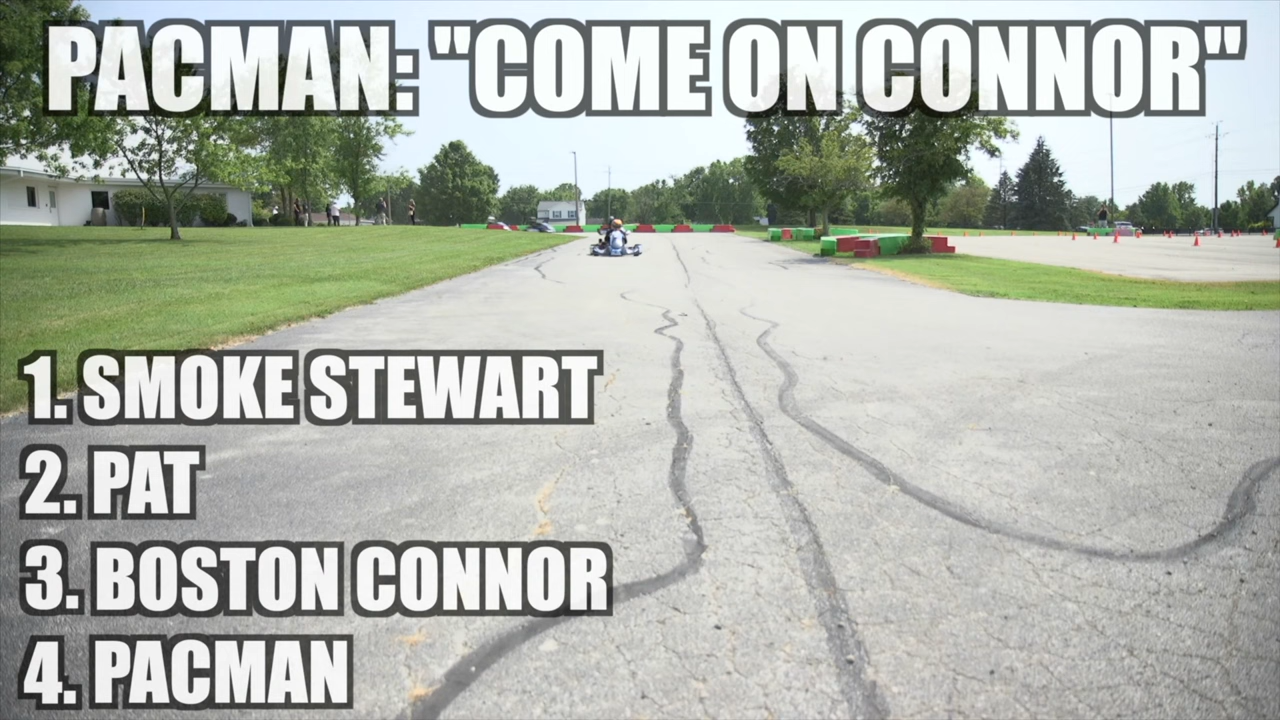 PACMAN: "COME ON CONNOR"
1. SMOKE STEWART
2. PAT
3. BOSTON CONNOR
4. PACMAN